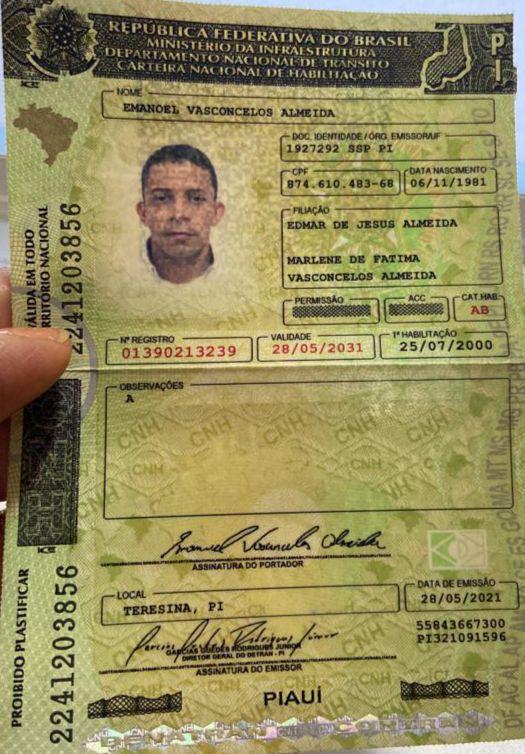 REPÚBLICA FEDERATIVA DO BRASIL
MINISTÉRIO DA INFRAESTRUTURA
DEPARTAMENTO NACIONAL DE TRÂNSITO
CARTEIRA NACIONAL DE HABILITAÇÃO
PI
NOME
EMANOEL VASCONCELOS ALMEIDA
DOC. IDENTIDADE / ÓRG. EMISSOR/UF
1927292 SSP PI
CPF
874.610.483-68
DATA NASCIMENTO
06/11/1981
FILIAÇÃO
EDMAR DE JESUS ALMEIDA
MARLENE DE FATIMA
VASCONCELOS ALMEIDA
PERMISSÃO
ACC
CAT. HAB.
AB
Nº REGISTRO
01390213239
VALIDADE
28/05/2031
1ª HABILITAÇÃO
25/07/2000
VÁLIDA EM TODO
TERRITÓRIO NACIONAL
2241203856
OBSERVAÇÕES
A
ASSINATURA DO PORTADOR
LOCAL
TERESINA, PI
DATA DE EMISSÃO
28/05/2021
GARCIAS GUEDES RODRIGUES JUNIOR
DIRETOR GERAL DO DETRAN - PI
ASSINATURA DO EMISSOR
55843667300
PI321091596
PIAUÍ
PROIBIDO PLASTIFICAR
2241203856